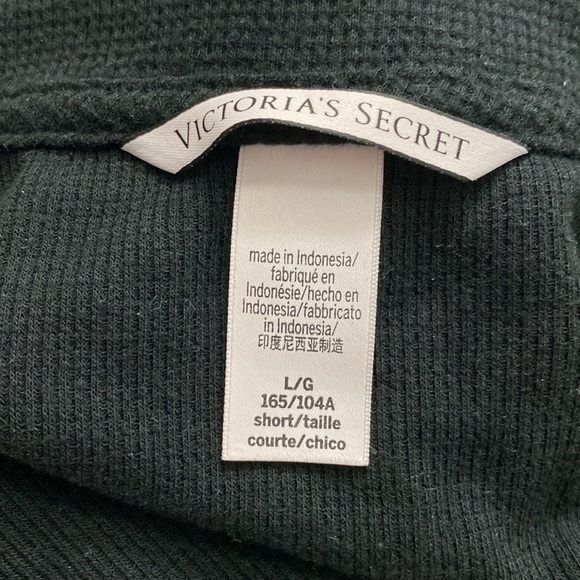 VICTORIA'S SECRET
made in Indonesia/
fabriqué en
Indonésie/hecho en
Indonesia/fabbricato
in Indonesia/
印度尼西亚制造
L/G
165/104A
short/taille
courte/chico